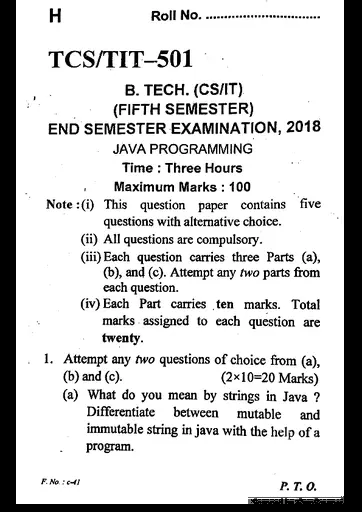 H
Roll No. ..............................
TCS/TIT–501
B. TECH. (CS/IT)
(FIFTH SEMESTER)
END SEMESTER EXAMINATION, 2018
JAVA PROGRAMMING
Time : Three Hours
Maximum Marks : 100
Note :(i) This question paper contains five
questions with alternative choice.
(ii) All questions are compulsory.
(iii) Each question carries three Parts (a),
(b), and (c). Attempt any two parts from
each question.
(iv) Each Part carries ten marks. Total
marks assigned to each question are
twenty.
1. Attempt any two questions of choice from (a),
(b) and (c). (2×10=20 Marks)
(a) What do you mean by strings in Java ?
Differentiate between mutable and
immutable string in java with the help of a
program.
F. No. : c-41
P. T. O.